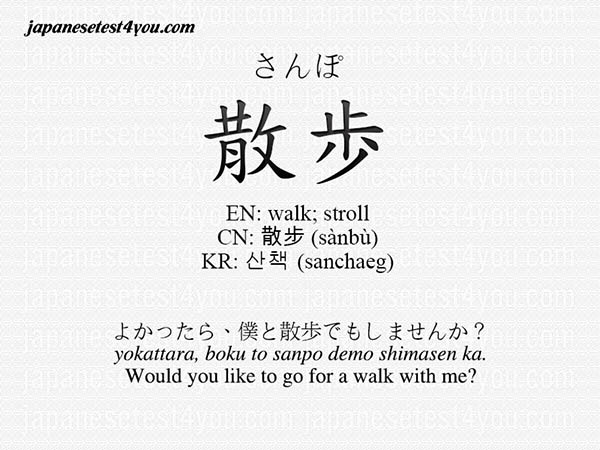 japanesetest4you.com
さんぽ
散歩
EN: walk; stroll
CN: 散步 (sànbù)
KR: 산책 (sanchaeg)
よかったら、僕と散歩でもしませんか？
yokattara, boku to sanpo demo shimasen ka.
Would you like to go for a walk with me?